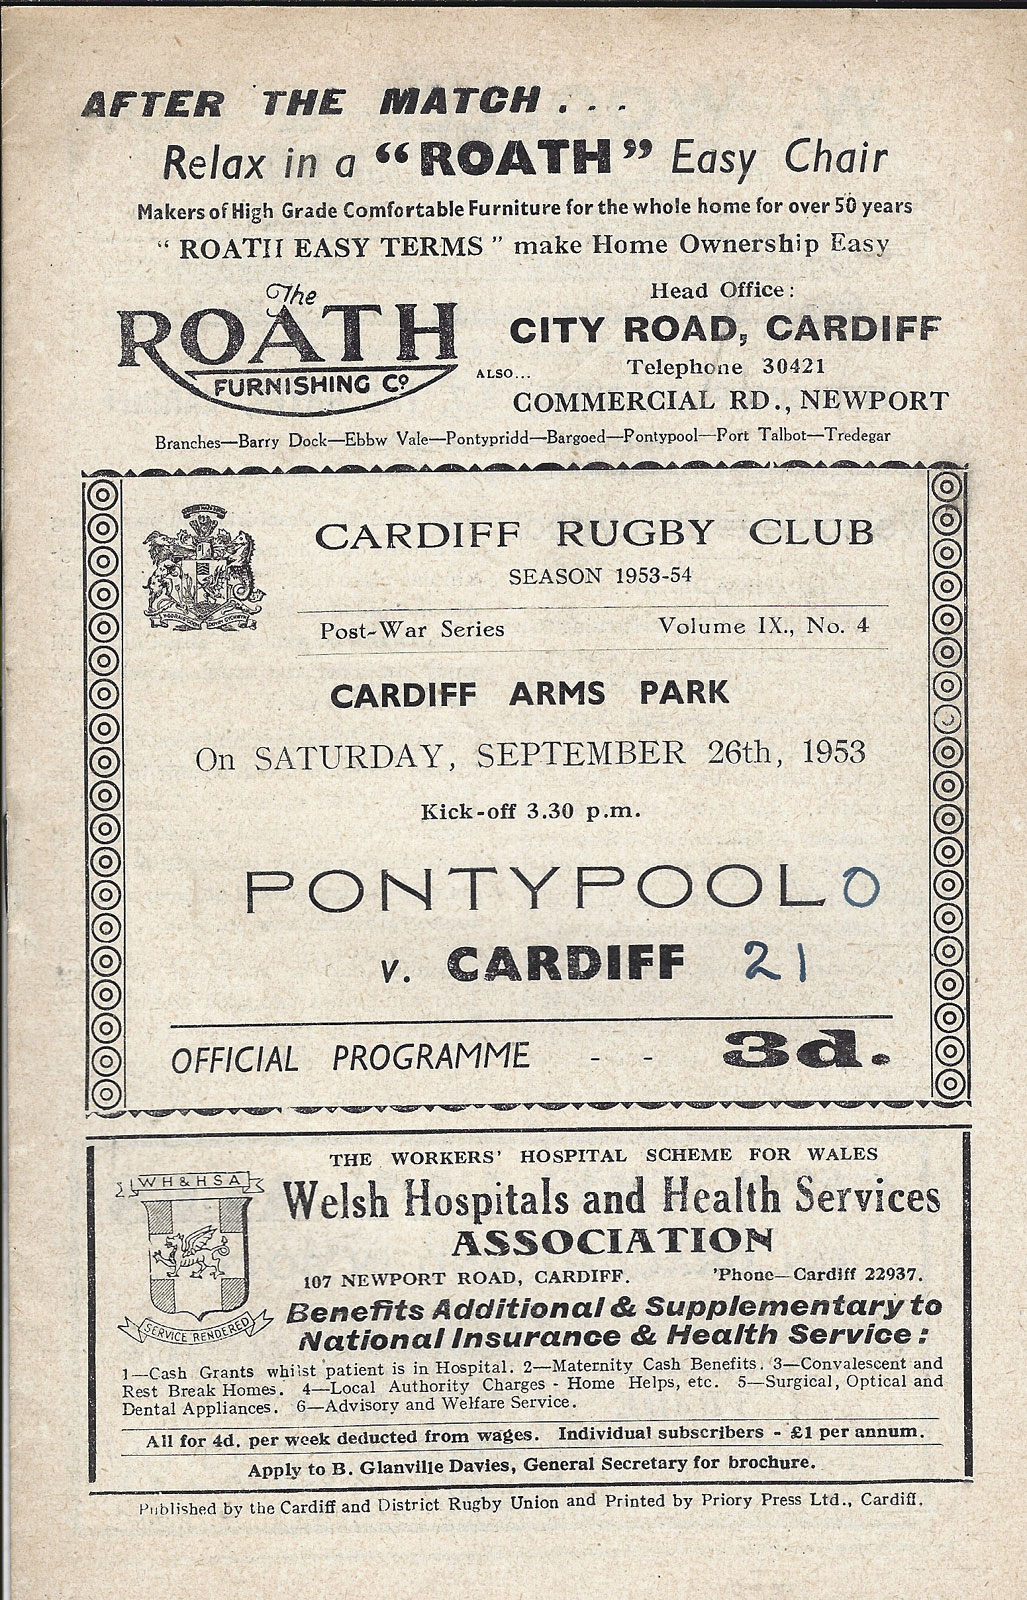 AFTER THE MATCH . . .
Relax in a “ROATH” Easy Chair
Makers of High Grade Comfortable Furniture for the whole home for over 50 years
“ ROATH EASY TERMS ” make Home Ownership Easy
The
ROATH
FURNISHING Co.
ALSO...
Head Office:
CITY ROAD, CARDIFF
Telephone 30421
COMMERCIAL RD., NEWPORT
Branches—Barry Dock—Ebbw Vale—Pontypridd—Bargoed—Pontypool—Port Talbot—Tredegar
CARDIFF RUGBY CLUB
SEASON 1953-54
Post-War Series Volume IX., No. 4
CARDIFF ARMS PARK
On SATURDAY, SEPTEMBER 26th, 1953
Kick-off 3.30 p.m.
PONTYPOOL 0
v. CARDIFF 21
OFFICIAL PROGRAMME - - 3d.
THE WORKERS’ HOSPITAL SCHEME FOR WALES
WH&HSA
SERVICE RENDERED
Welsh Hospitals and Health Services
ASSOCIATION
107 NEWPORT ROAD, CARDIFF. 'Phone—Cardiff 22937.
Benefits Additional & Supplementary to
National Insurance & Health Service:
1—Cash Grants whilst patient is in Hospital. 2—Maternity Cash Benefits. 3—Convalescent and
Rest Break Homes. 4—Local Authority Charges - Home Helps, etc. 5—Surgical, Optical and
Dental Appliances. 6—Advisory and Welfare Service.
All for 4d. per week deducted from wages. Individual subscribers - £1 per annum.
Apply to B. Glanville Davies, General Secretary for brochure.
Published by the Cardiff and District Rugby Union and Printed by Priory Press Ltd., Cardiff.